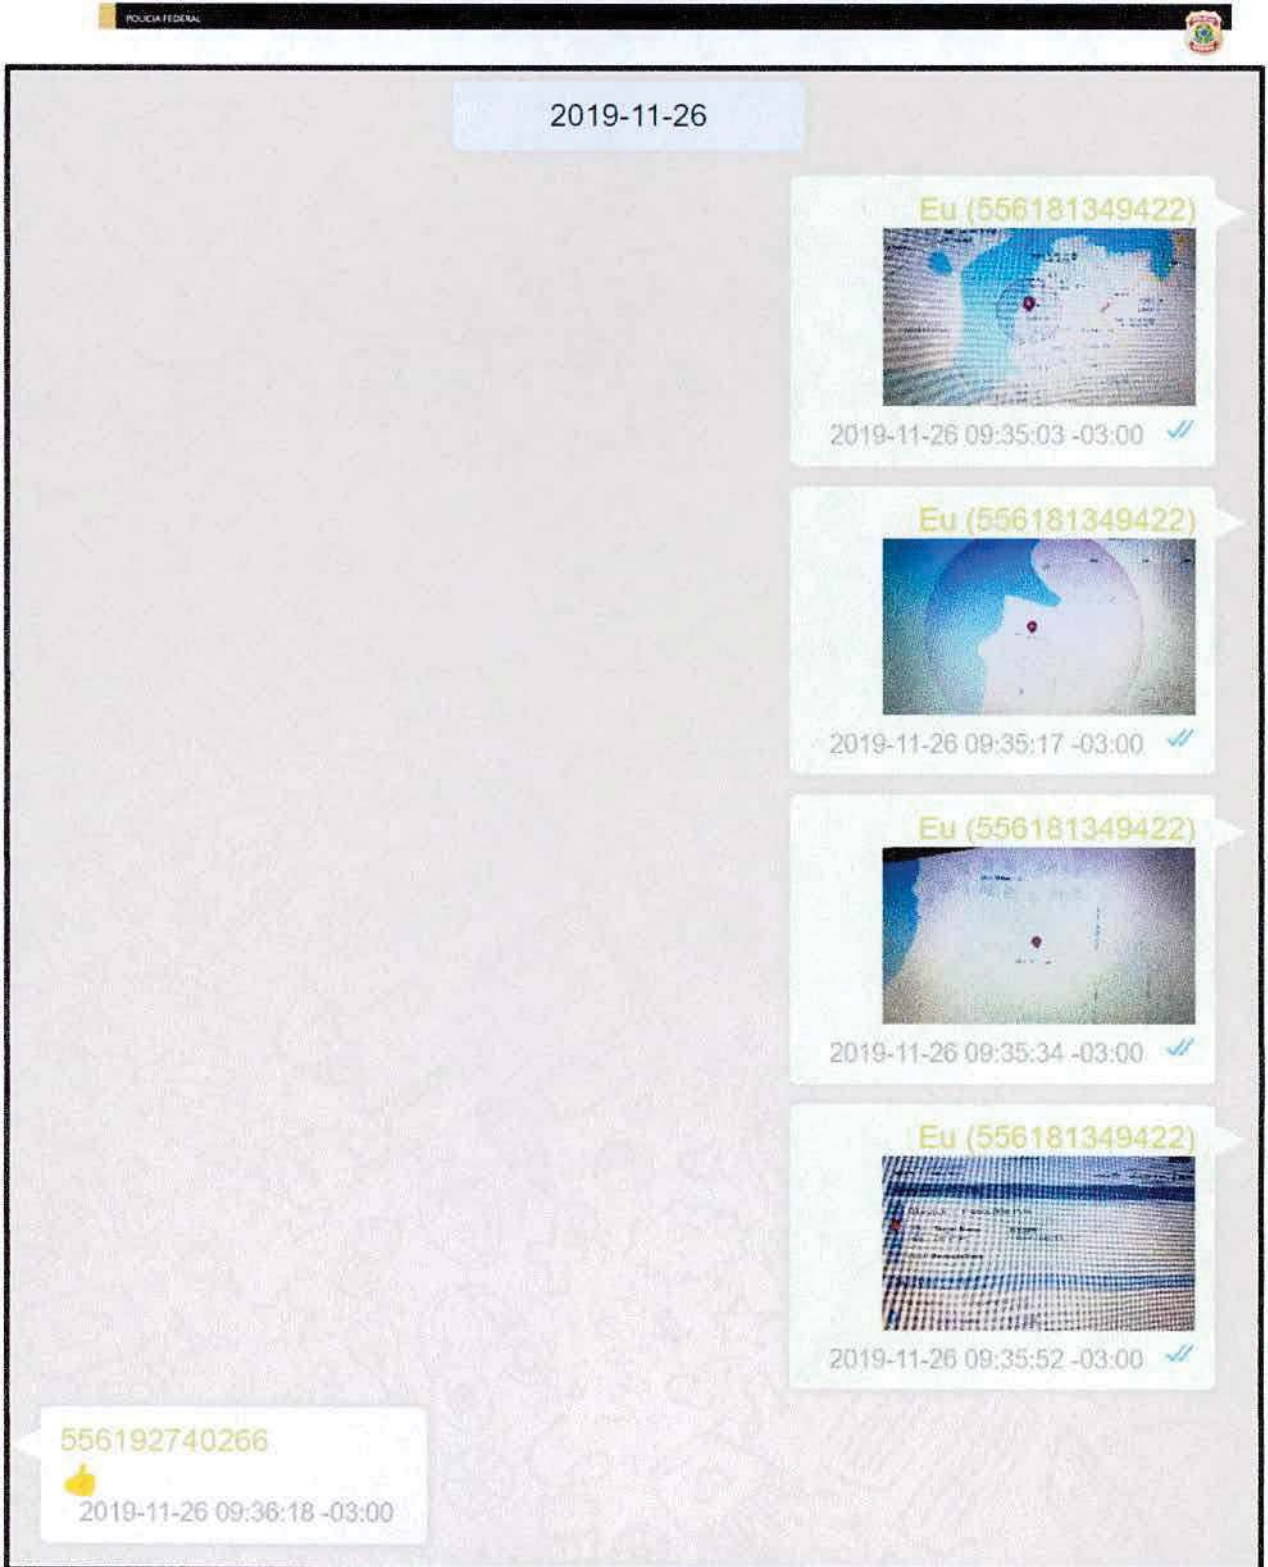 POLICIA FEDERAL
2019-11-26
Eu (556181349422)
2019-11-26 09:35:03 -03:00
Eu (556181349422)
2019-11-26 09:35:17 -03:00
Eu (556181349422)
2019-11-26 09:35:34 -03:00
Eu (556181349422)
2019-11-26 09:35:52 -03:00
556192740266
👍
2019-11-26 09:36:18 -03:00